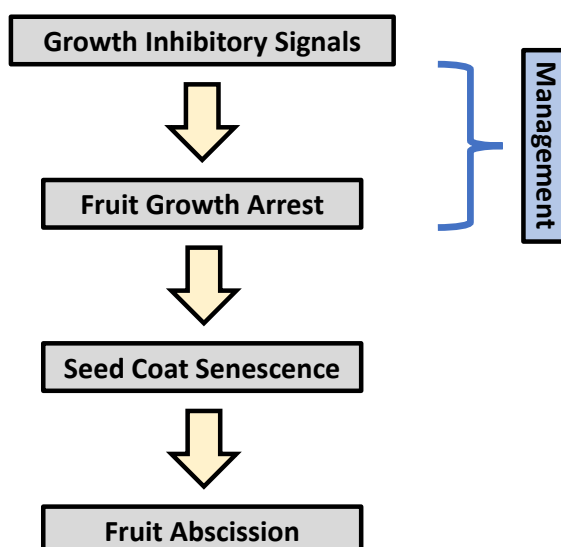 Growth Inhibitory Signals
Management
Fruit Growth Arrest
Seed Coat Senescence
Fruit Abscission